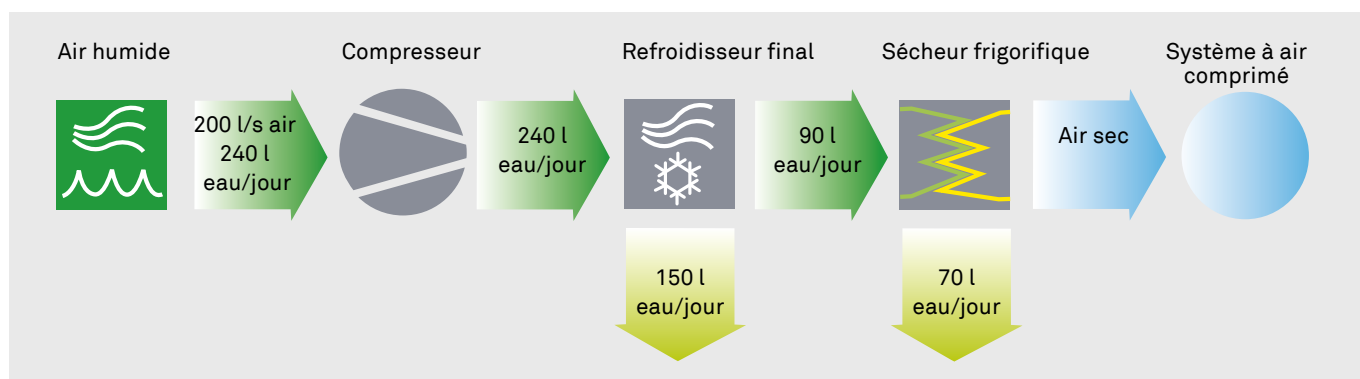 Air humide
Compresseur
Refroidisseur final
Sécheur frigorifique
Système à air
comprimé
200 l/s air
240 l
eau/jour
240 l
eau/jour
90 l
eau/jour
Air sec
150 l
eau/jour
70 l
eau/jour